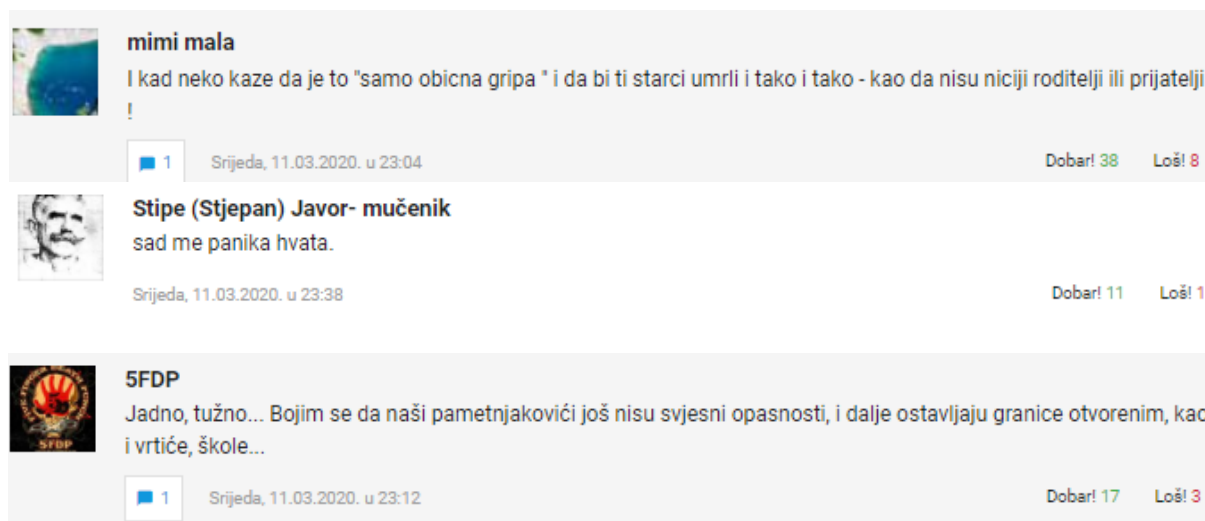 mimi mala
I kad neko kaze da je to "samo obicna gripa " i da bi ti starci umrli i tako i tako - kao da nisu niciji roditelji ili prijatelji
!
1 Srijeda, 11.03.2020. u 23:04 Dobar! 38 Loš! 8
Stipe (Stjepan) Javor- mučenik
sad me panika hvata.
Srijeda, 11.03.2020. u 23:38 Dobar! 11 Loš! 1
5FDP
Jadno, tužno... Bojim se da naši pametnjakovići još nisu svjesni opasnosti, i dalje ostavljaju granice otvorenim, kao
i vrtiće, škole...
5FDP
1 Srijeda, 11.03.2020. u 23:12 Dobar! 17 Loš! 3